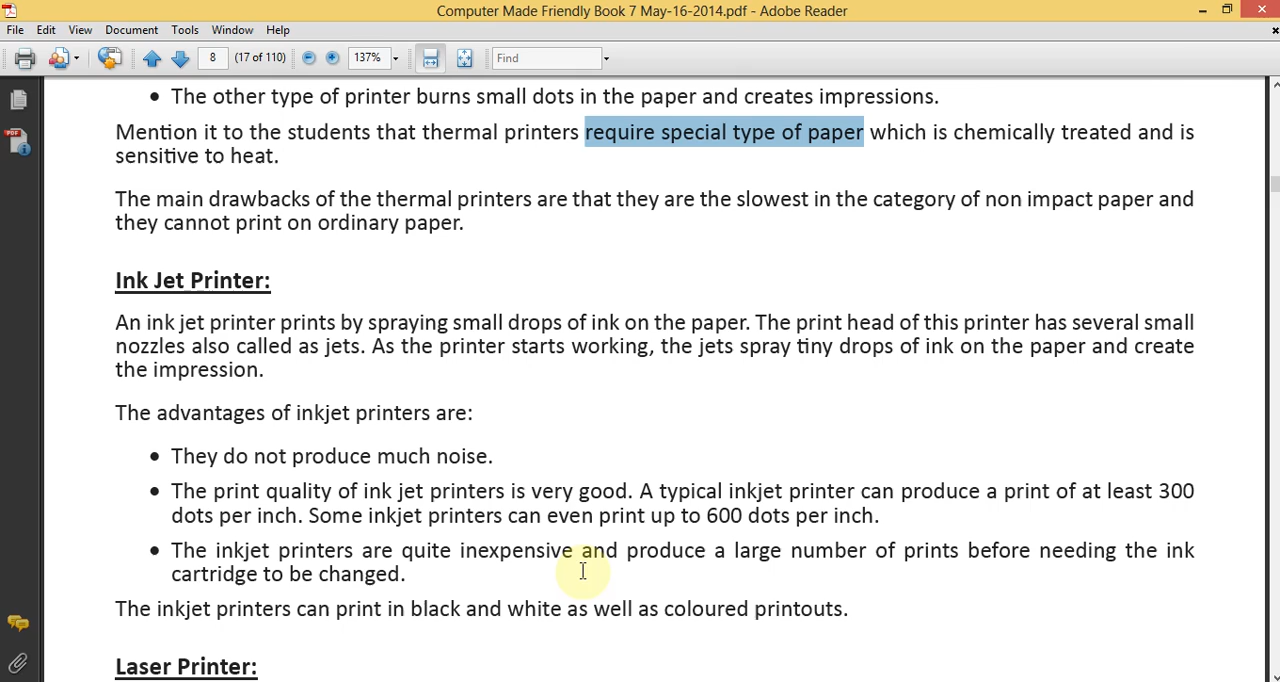 Computer Made Friendly Book 7 May-16-2014.pdf - Adobe Reader
File Edit View Document Tools Window Help
8 (17 of 110) 137% Find
• The other type of printer burns small dots in the paper and creates impressions.
Mention it to the students that thermal printers require special type of paper which is chemically treated and is
sensitive to heat.
The main drawbacks of the thermal printers are that they are the slowest in the category of non impact paper and
they cannot print on ordinary paper.
Ink Jet Printer:
An ink jet printer prints by spraying small drops of ink on the paper. The print head of this printer has several small
nozzles also called as jets. As the printer starts working, the jets spray tiny drops of ink on the paper and create
the impression.
The advantages of inkjet printers are:
• They do not produce much noise.
• The print quality of ink jet printers is very good. A typical inkjet printer can produce a print of at least 300
dots per inch. Some inkjet printers can even print up to 600 dots per inch.
• The inkjet printers are quite inexpensive and produce a large number of prints before needing the ink
cartridge to be changed.
The inkjet printers can print in black and white as well as coloured printouts.
Laser Printer: